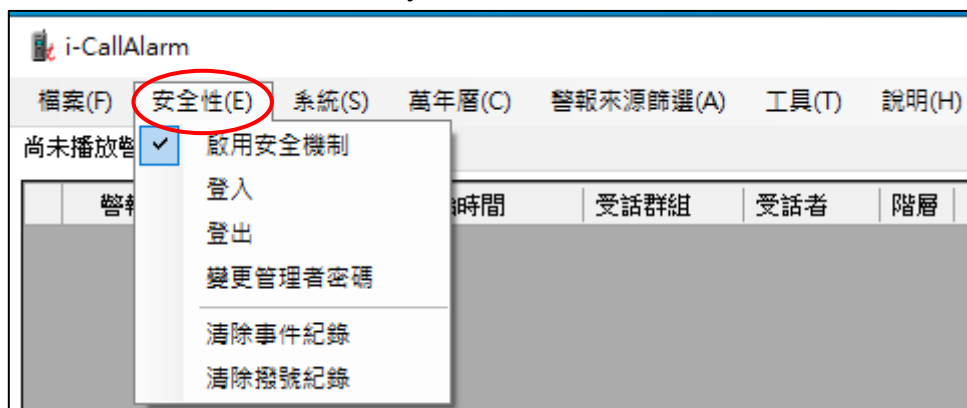 i-CallAlarm
檔案(F) 安全性(E) 系統(S) 萬年曆(C) 警報來源篩選(A) 工具(T) 說明(H)
尚未播放
啟用安全機制
時間 受話群組 受話者 階層
登入
登出
變更管理者密碼
清除事件紀錄
清除撥號紀錄